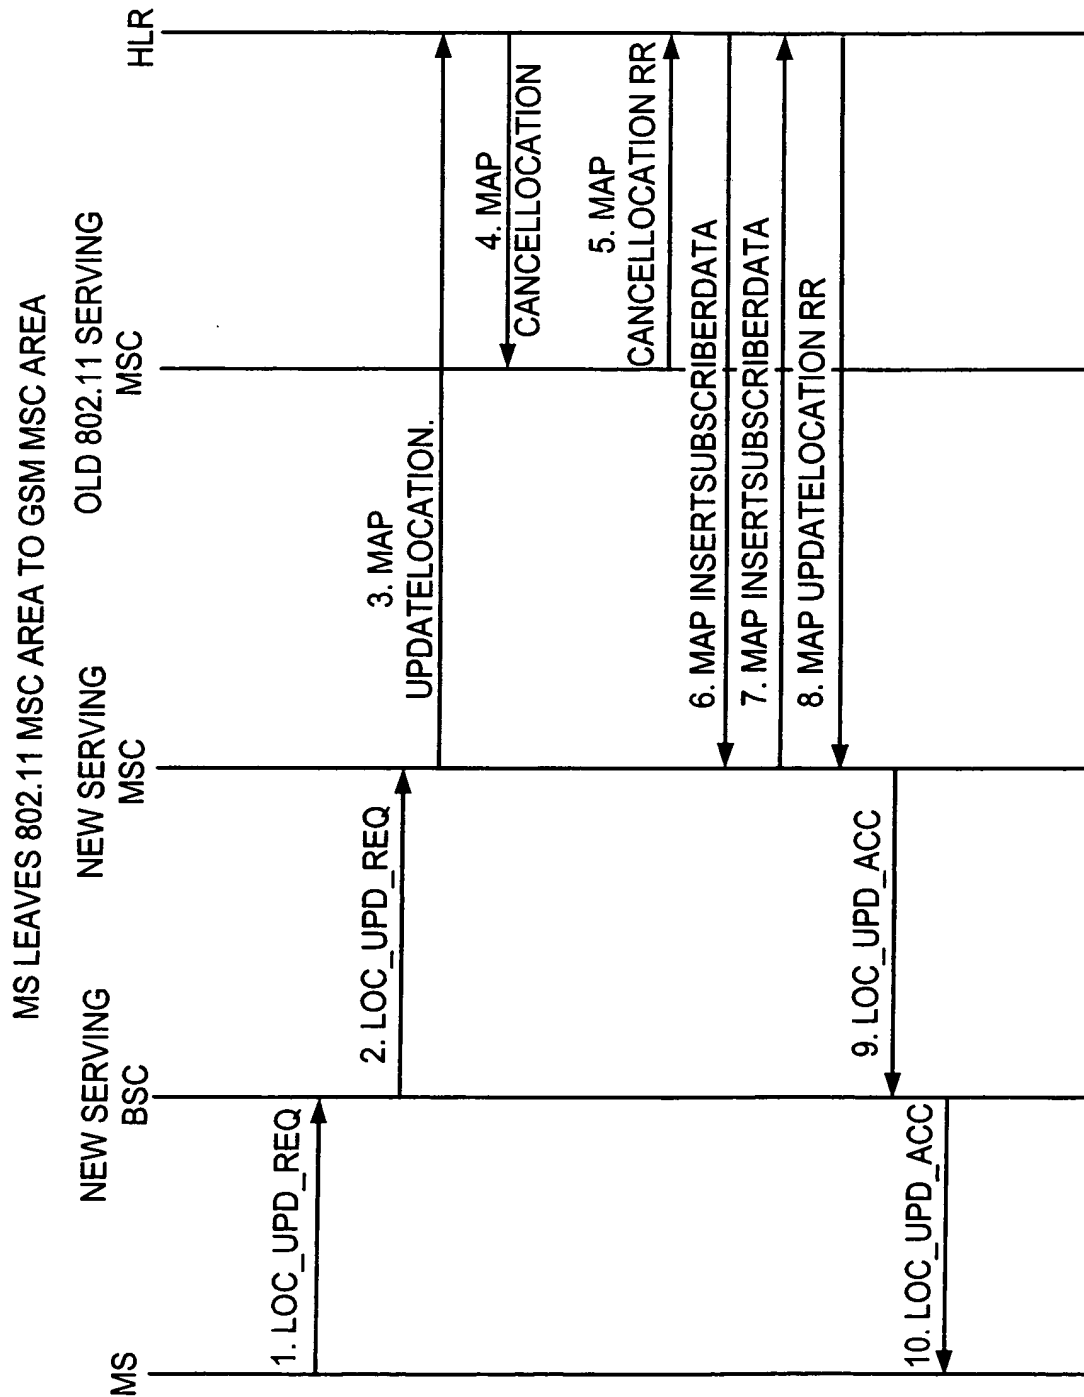 MS LEAVES 802.11 MSC AREA TO GSM MSC AREA
MS
NEW SERVING
BSC
NEW SERVING
MSC
OLD 802.11 SERVING
MSC
HLR
1. LOC_UPD_REQ
2. LOC_UPD_REQ
3. MAP
UPDATELOCATION.
4. MAP
CANCELLOCATION
5. MAP
CANCELLOCATION RR
6. MAP INSERTSUBSCRIBERDATA
7. MAP INSERTSUBSCRIBERDATA
8. MAP UPDATELOCATION RR
9. LOC_UPD_ACC
10. LOC_UPD_ACC